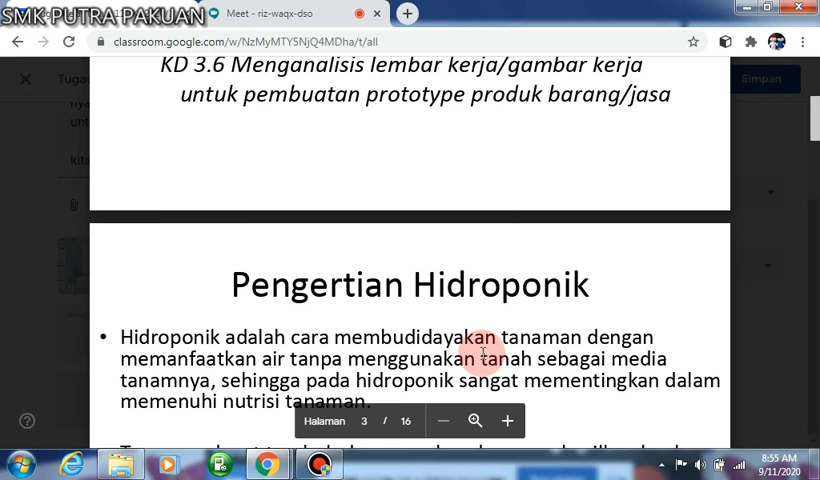 SMK PUTRA PAKUAN
Meet - riz-waqx-dso
classroom.google.com/w/NzMyMTY5NjQ4MDha/t/all
KD 3.6 Menganalisis lembar kerja/gambar kerja
untuk pembuatan prototype produk barang/jasa
Tugas
Simpan
kita
Pengertian Hidroponik
• Hidroponik adalah cara membudidayakan tanaman dengan
memanfaatkan air tanpa menggunakan tanah sebagai media
tanamnya, sehingga pada hidroponik sangat mementingkan dalam
memenuhi nutrisi tanaman.
Halaman 3 / 16
8:55 AM
9/11/2020